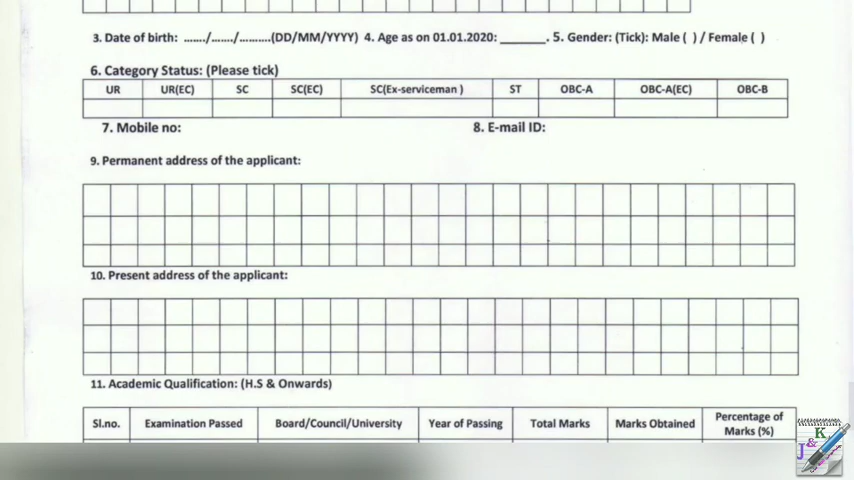 3. Date of birth: ......./......./..........(DD/MM/YYYY) 4. Age as on 01.01.2020: _______. 5. Gender: (Tick): Male ( ) / Female ( )
6. Category Status: (Please tick)
UR UR(EC) SC SC(EC) SC(Ex-serviceman ) ST OBC-A OBC-A(EC) OBC-B
7. Mobile no: 8. E-mail ID:
9. Permanent address of the applicant:
10. Present address of the applicant:
11. Academic Qualification: (H.S & Onwards)
Sl.no. Examination Passed Board/Council/University Year of Passing Total Marks Marks Obtained Percentage of Marks (%)
J&K